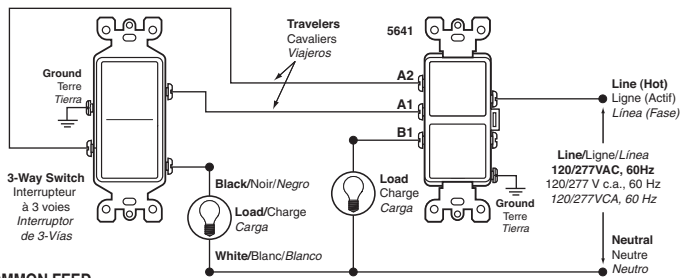 Travelers
Cavaliers
Viajeros
5641
Ground
Terre
Tierra
A2
A1
B1
Line (Hot)
Ligne (Actif)
Línea (Fase)
3-Way Switch
Interrupteur
à 3 voies
Interruptor
de 3-Vías
Black/Noir/Negro
Load/Charge
Carga
White/Blanc/Blanco
Load
Charge
Carga
Ground
Terre
Tierra
Line/Ligne/Línea
120/277VAC, 60Hz
120/277 V c.a., 60 Hz
120/277VCA, 60 Hz
Neutral
Neutre
Neutro